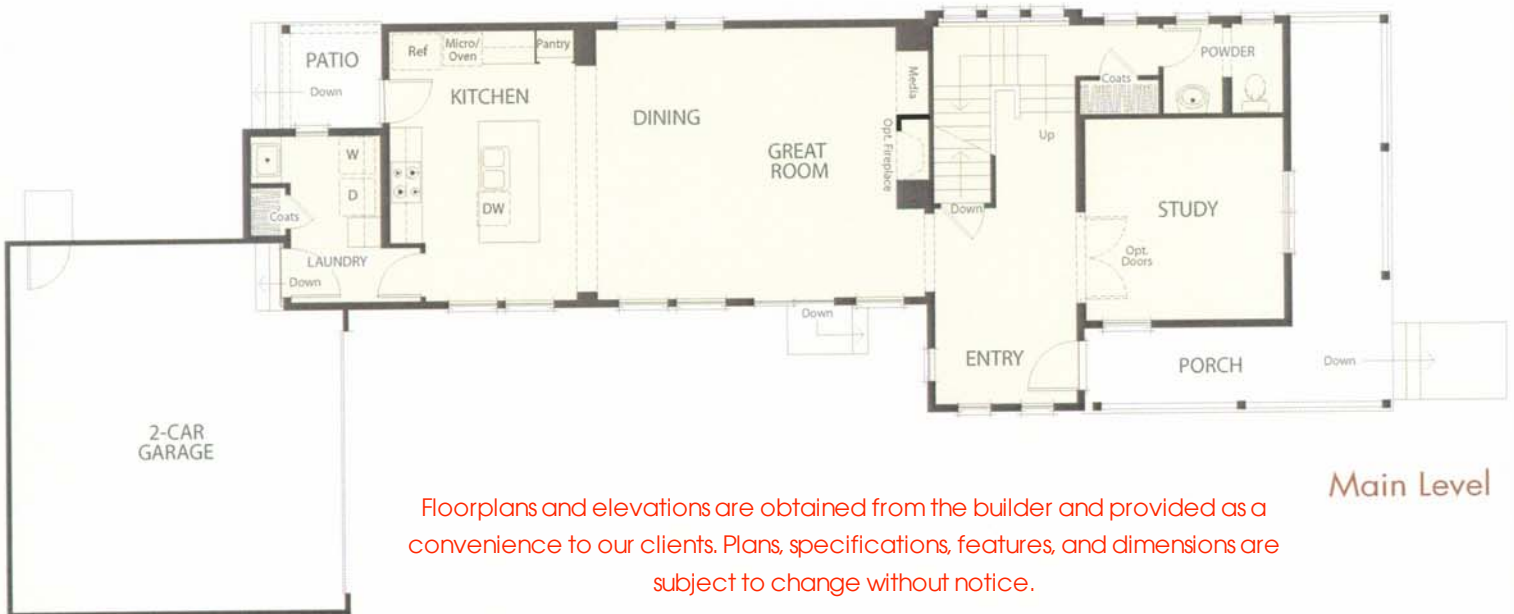 PATIO
Down
Ref
Micro/
Oven
Pantry
KITCHEN
DINING
GREAT
ROOM
Media
Opt. Fireplace
Up
Coats
POWDER
W
D
DW
Coats
LAUNDRY
Down
Down
Down
Opt.
Doors
STUDY
ENTRY
PORCH
Down
2-CAR
GARAGE
Main Level
Floorplans and elevations are obtained from the builder and provided as a
convenience to our clients. Plans, specifications, features, and dimensions are
subject to change without notice.